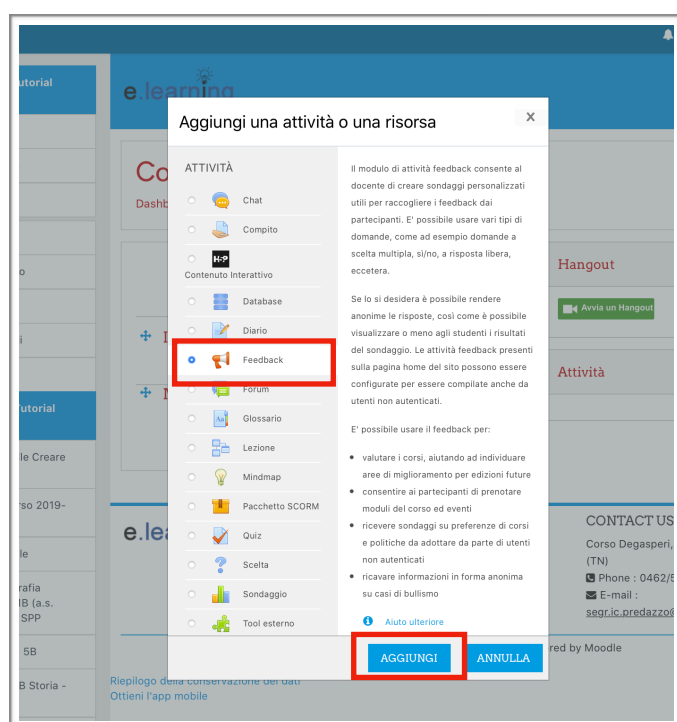 utorial
e.learning
Aggiungi una attività o una risorsa
X
Co
Dashb
ATTIVITÀ
Chat
Compito
H-P
Contenuto Interattivo
Database
Diario
Feedback
Forum
Glossario
Lezione
Mindmap
Pacchetto SCORM
Quiz
Scelta
Sondaggio
Tool esterno
Il modulo di attività feedback consente al
docente di creare sondaggi personalizzati
utili per raccogliere i feedback dai
partecipanti. E' possibile usare vari tipi di
domande, come ad esempio domande a
scelta multipla, sì/no, a risposta libera,
eccetera.
Se lo si desidera è possibile rendere
anonime le risposte, così come è possibile
visualizzare o meno agli studenti i risultati
del sondaggio. Le attività feedback presenti
sulla pagina home del sito possono essere
configurate per essere compilate anche da
utenti non autenticati.
E' possibile usare il feedback per:
valutare i corsi, aiutando ad individuare
aree di miglioramento per edizioni future
consentire ai partecipanti di prenotare
moduli del corso ed eventi
ricevere sondaggi su preferenze di corsi
e politiche da adottare da parte di utenti
non autenticati
ricavare informazioni in forma anonima
su casi di bullismo
Aiuto ulteriore
AGGIUNGI
ANNULLA
Hangout
Avvia un Hangout
Attività
o
i
utorial
le Creare
rso 2019-
le
rafia
IB (a.s.
SPP
5B
B Storia -
e.lea
CONTACT US
Corso Degasperi,
(TN)
Phone : 0462/5
E-mail :
segr.ic.predazzo@
red by Moodle
Riepilogo della conservazione dei dati
Ottieni l'app mobile